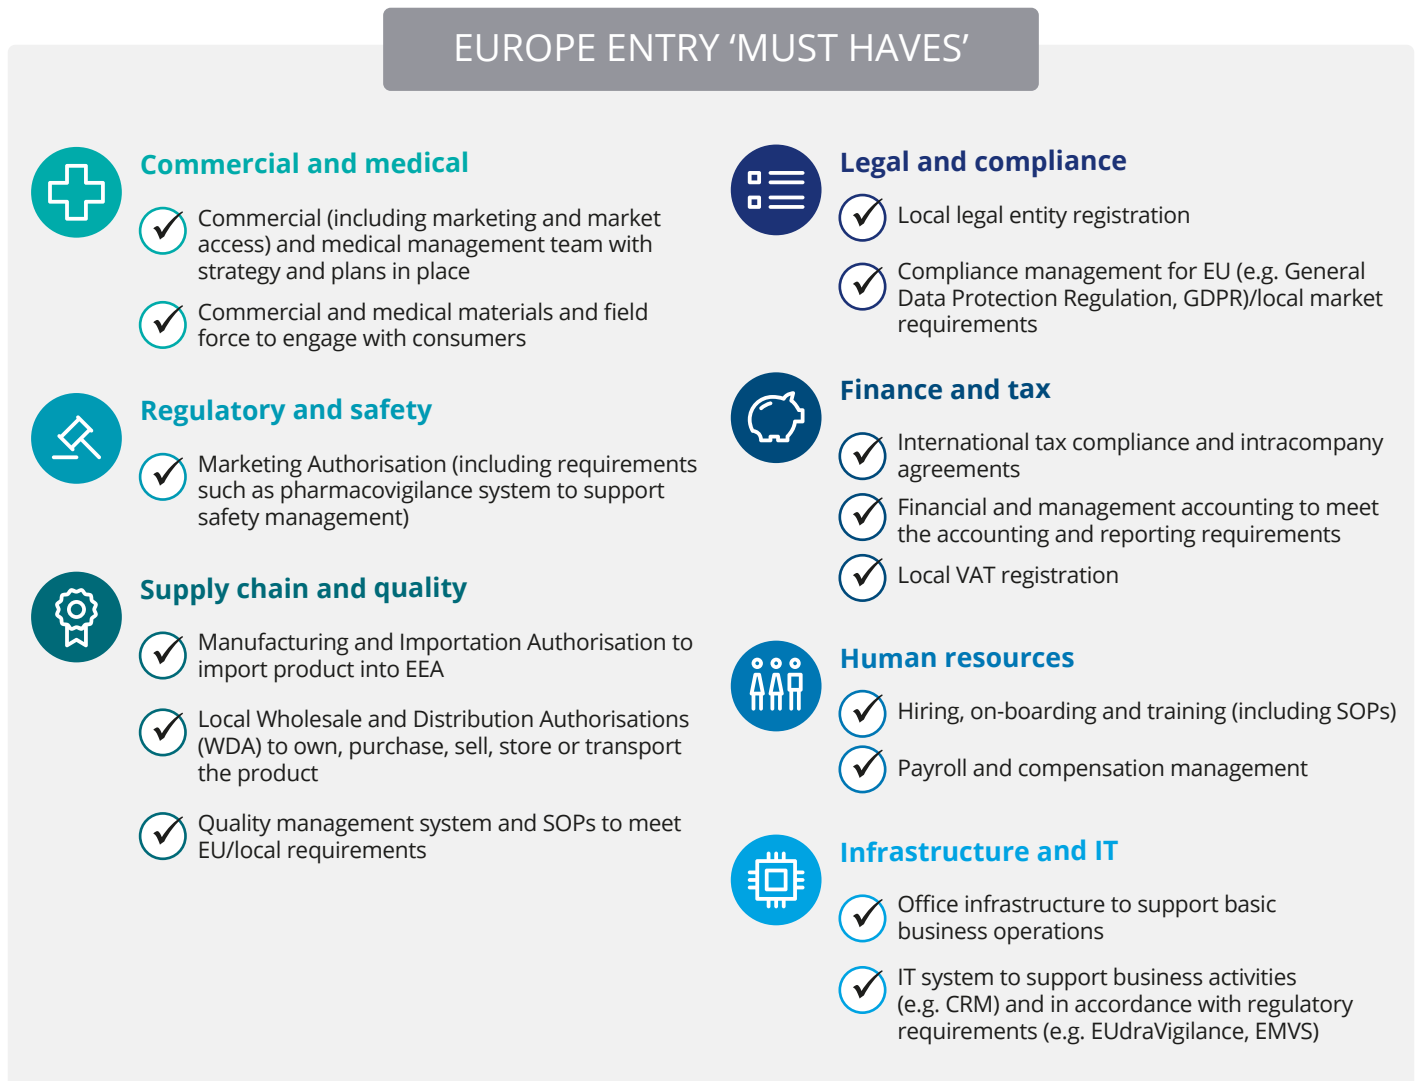 EUROPE ENTRY ‘MUST HAVES’
Commercial and medical
Commercial (including marketing and market
access) and medical management team with
strategy and plans in place
Commercial and medical materials and field
force to engage with consumers
Regulatory and safety
Marketing Authorisation (including requirements
such as pharmacovigilance system to support
safety management)
Supply chain and quality
Manufacturing and Importation Authorisation to
import product into EEA
Local Wholesale and Distribution Authorisations
(WDA) to own, purchase, sell, store or transport
the product
Quality management system and SOPs to meet
EU/local requirements
Legal and compliance
Local legal entity registration
Compliance management for EU (e.g. General
Data Protection Regulation, GDPR)/local market
requirements
Finance and tax
International tax compliance and intracompany
agreements
Financial and management accounting to meet
the accounting and reporting requirements
Local VAT registration
Human resources
Hiring, on-boarding and training (including SOPs)
Payroll and compensation management
Infrastructure and IT
Office infrastructure to support basic
business operations
IT system to support business activities
(e.g. CRM) and in accordance with regulatory
requirements (e.g. EUdraVigilance, EMVS)